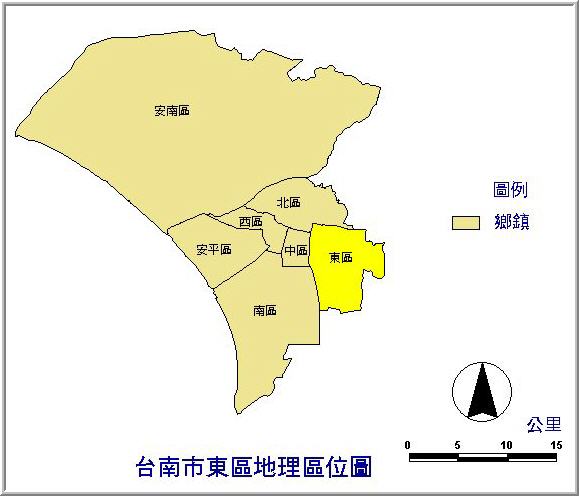 安南區
北區
西區
安平區
中區
東區
南區
圖例
鄉鎮
公里
0 5 10 15
台南市東區地理區位圖